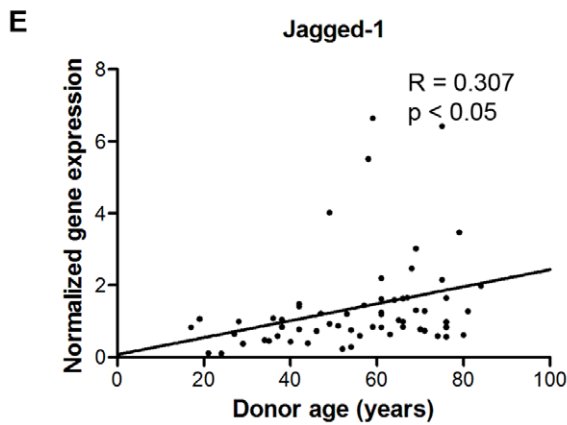 E
Jagged-1
R = 0.307
p < 0.05
Normalized gene expression
8
6
4
2
0
0 20 40 60 80 100
Donor age (years)